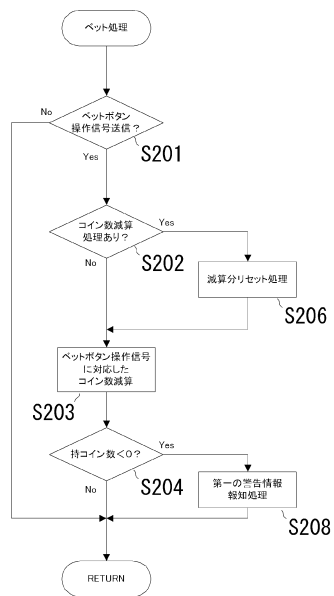 ベット処理
No
ベットボタン
操作信号送信？
Yes
S201
コイン数減算
処理あり？
Yes
No
S202
減算分リセット処理
S206
ベットボタン操作信号
に対応した
コイン数減算
S203
持コイン数＜０？
Yes
No
S204
第一の警告情報
報知処理
S208
RETURN